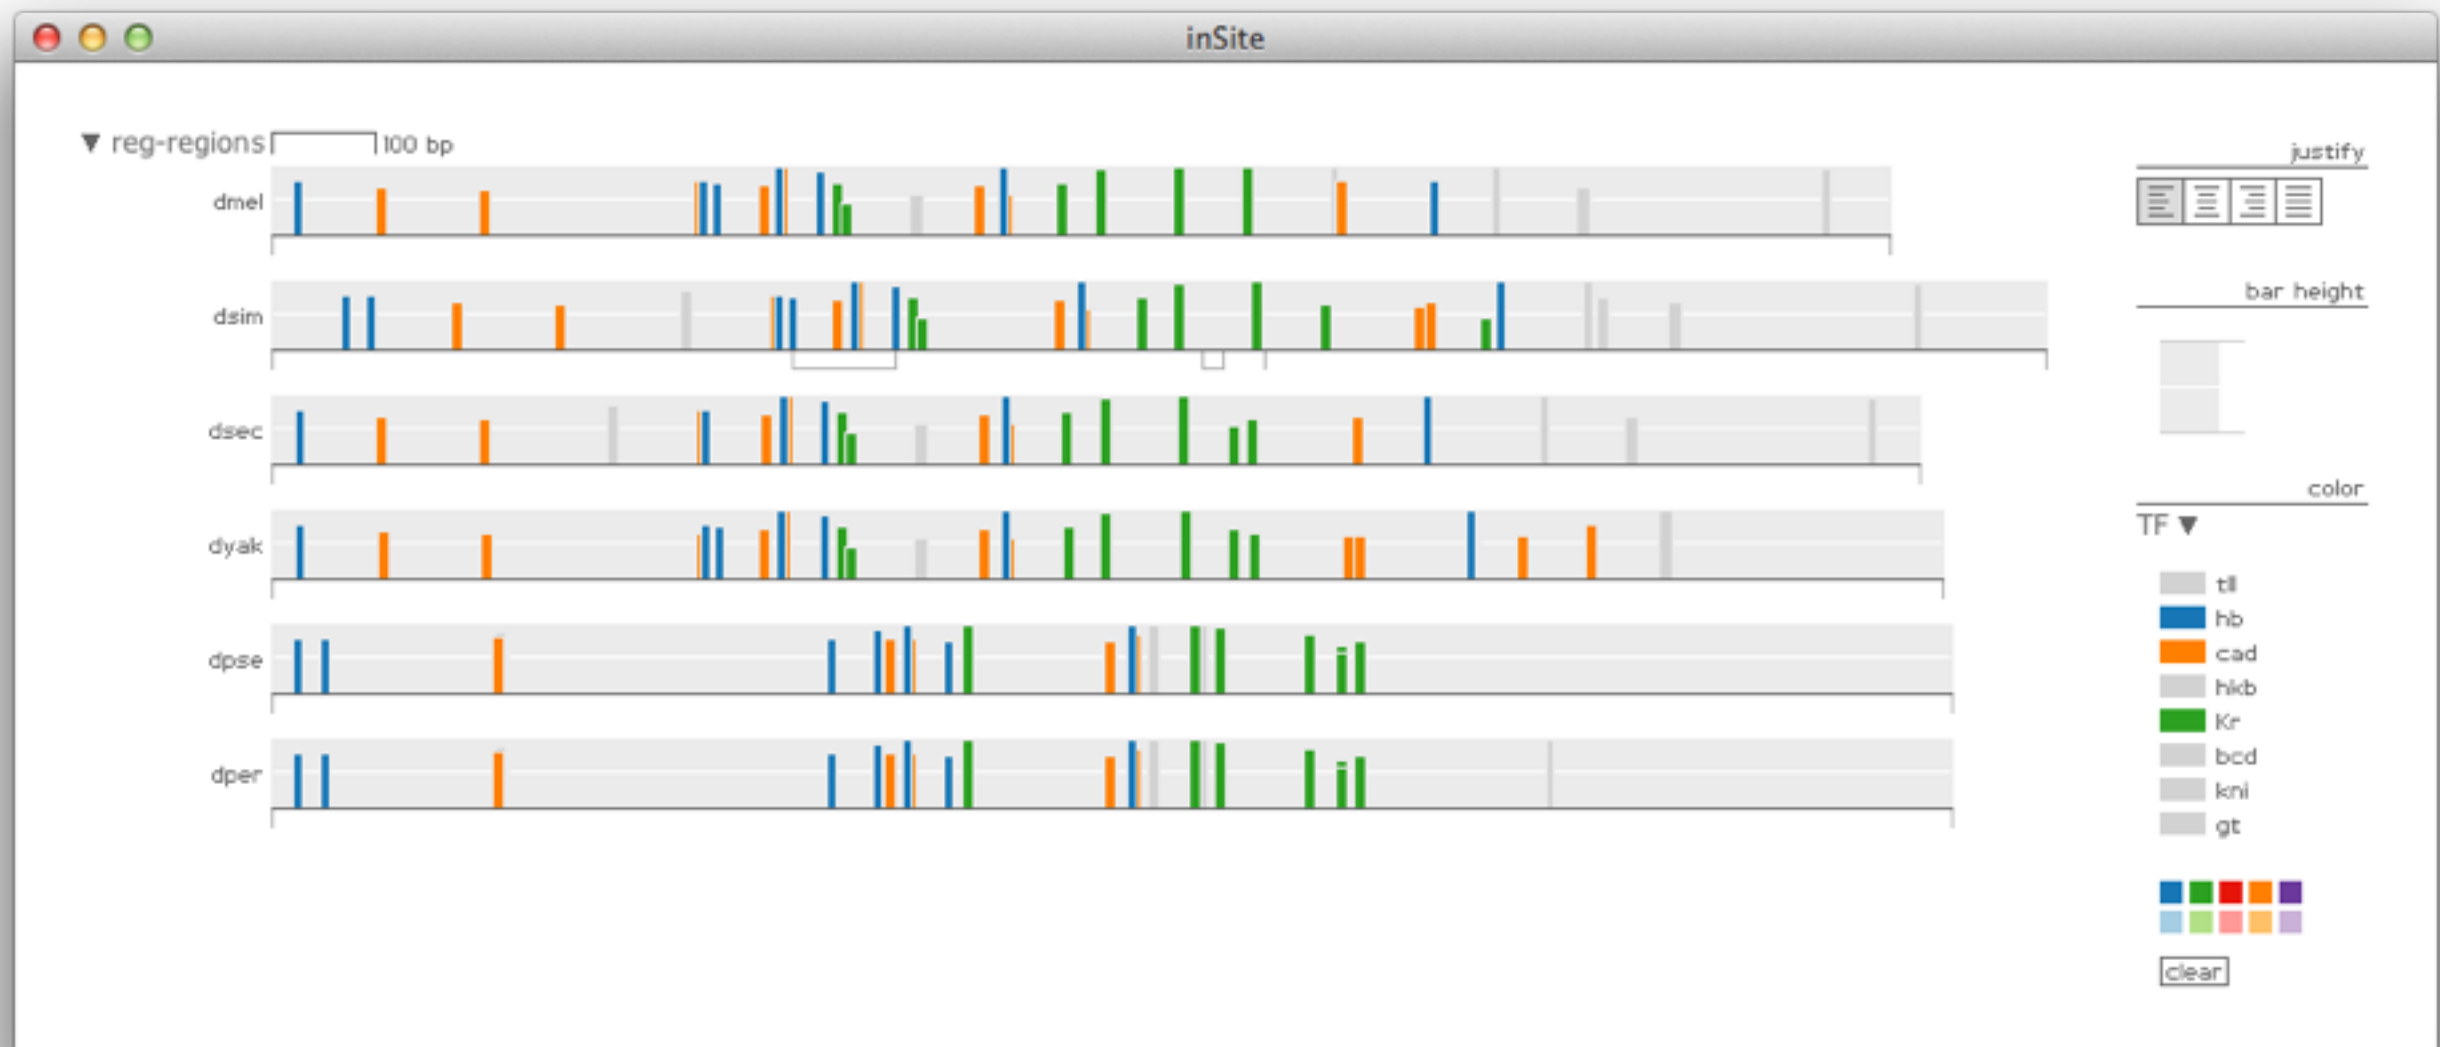 inSite
▼ reg-regions 100 bp
justify
dmel
bar height
dsim
dsec
color
TF ▼
dyak
tll
hb
cad
dpse
hkb
Kr
bcd
dper
kni
gt
clear